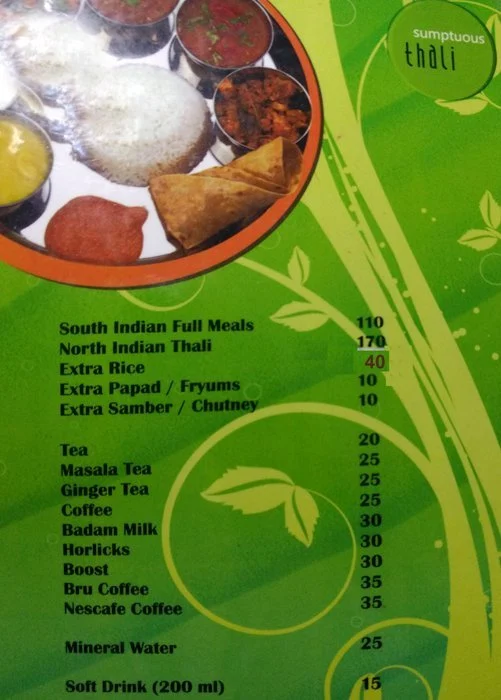 sumptuous
thali
South Indian Full Meals 110
North Indian Thali 170
Extra Rice 40
Extra Papad / Fryums 10
Extra Samber / Chutney 10
Tea 20
Masala Tea 25
Ginger Tea 25
Coffee 25
Badam Milk 30
Horlicks 30
Boost 30
Bru Coffee 35
Nescafe Coffee 35
Mineral Water 25
Soft Drink (200 ml) 15